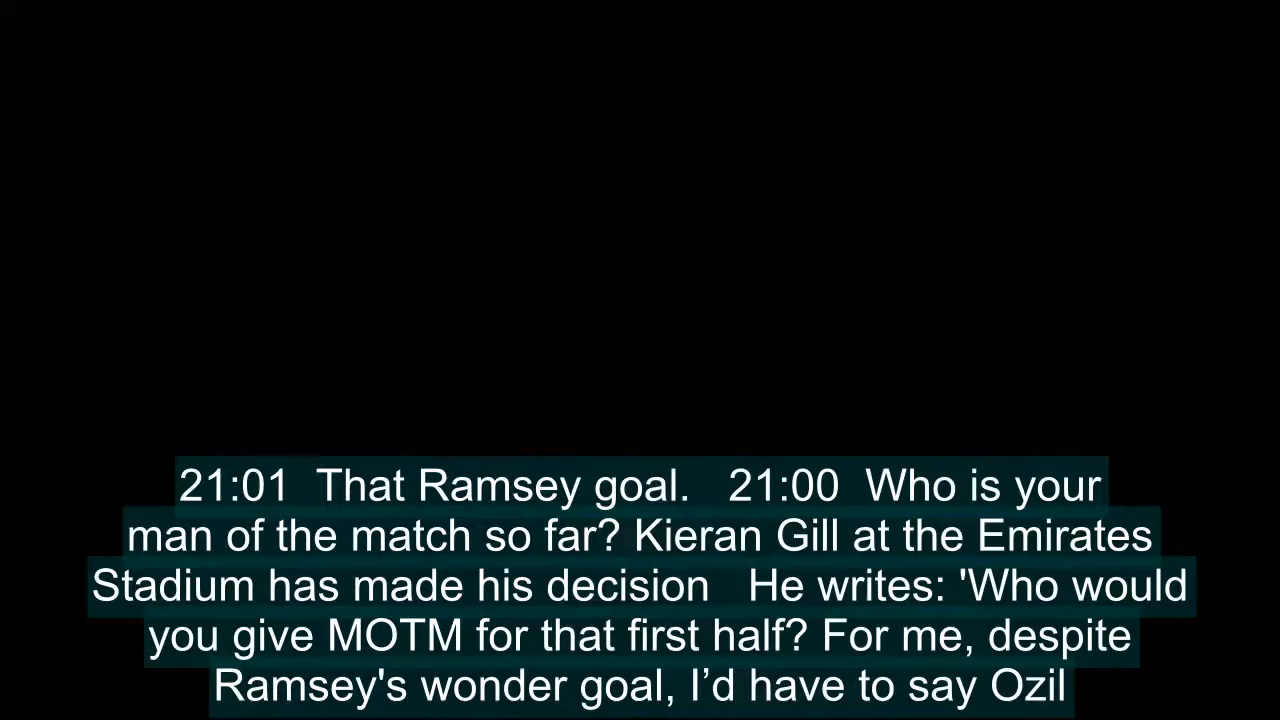 21:01  That Ramsey goal.   21:00  Who is your
man of the match so far? Kieran Gill at the Emirates
Stadium has made his decision   He writes: 'Who would
you give MOTM for that first half? For me, despite
Ramsey's wonder goal, I’d have to say Ozil